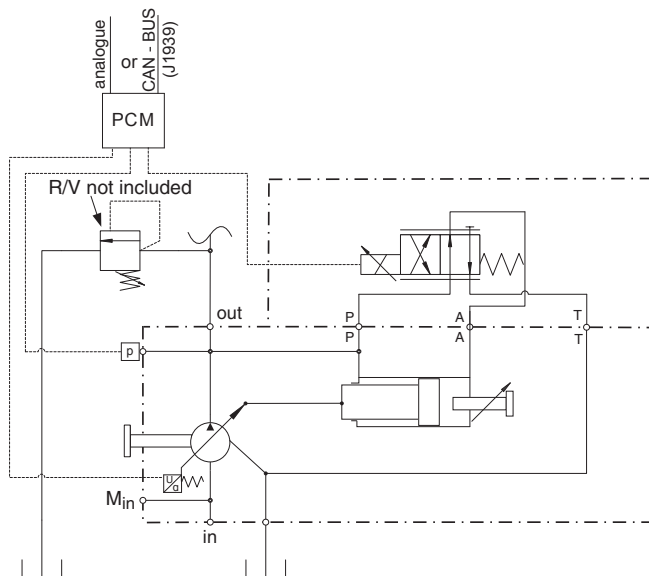 analogue
or
CAN - BUS
(J1939)
PCM
R/V not included
out
P
A
T
P
A
T
p
U
α
Min
in